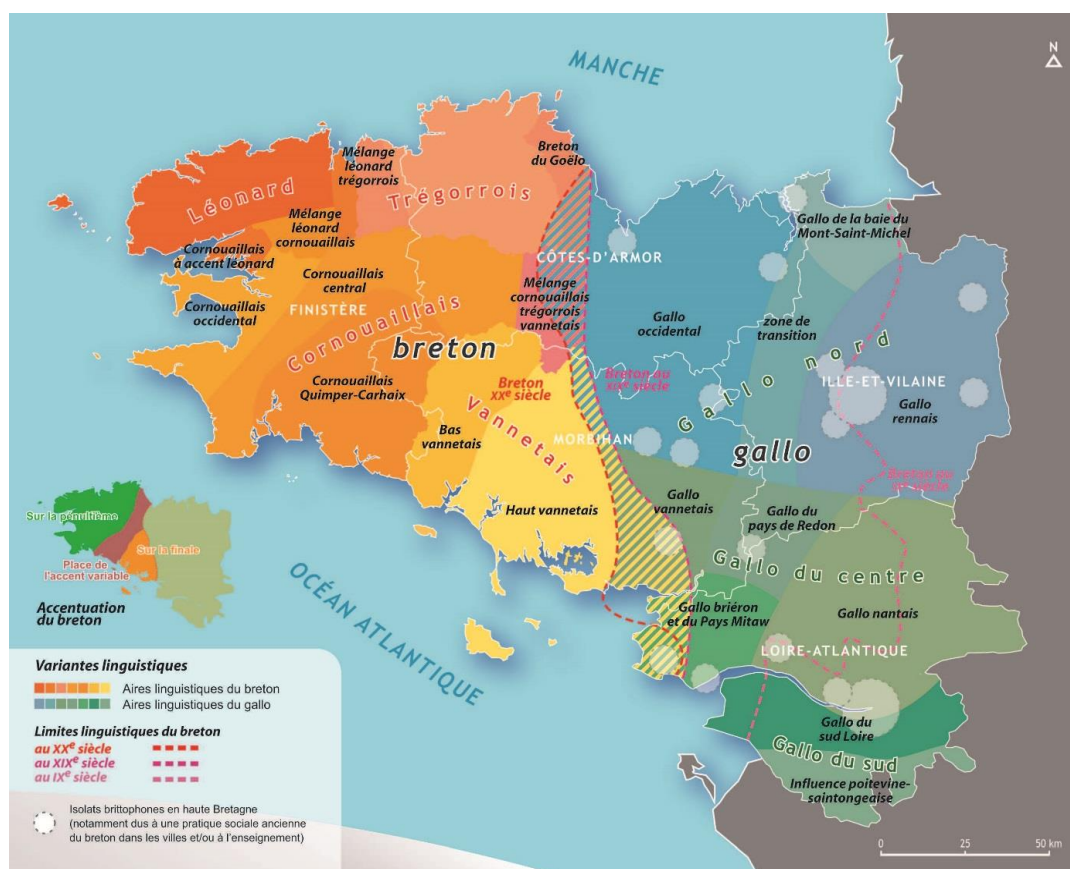 MANCHE
N
Breton
du Goëlo
Mélange
léonard
trégorrois
Léonard
Trégorrois
Mélange
léonard
cornouaillais
Gallo de la baie du
Mont-Saint-Michel
Cornouaillais
à accent léonard
CÔTES-D'ARMOR
Cornouaillais
central
Mélange
cornouaillais
trégorrois
vannetais
Cornouaillais
occidental
FINISTÈRE
Gallo
occidental
zone de
transition
Cornouaillais
breton
Gallo nord
Cornouaillais
Quimper-Carhaix
Breton
XXe siècle
Breton au
XIXe siècle
ILLE-ET-VILAINE
Gallo
rennais
Vannetais
Bas
vannetais
MORBIHAN
gallo
Breton au
IXe siècle
Gallo
vannetais
Haut vannetais
Gallo du
pays de Redon
Sur la pénultième
Sur la finale
Place de
l'accent variable
Accentuation
du breton
OCÉAN ATLANTIQUE
Gallo du centre
Gallo briéron
et du Pays Mitaw
Gallo nantais
LOIRE-ATLANTIQUE
Gallo du
sud Loire
Gallo du sud
Influence poitevine-
saintongeaise
Variantes linguistiques
Aires linguistiques du breton
Aires linguistiques du gallo
Limites linguistiques du breton
au XXe siècle
au XIXe siècle
au IXe siècle
Isolats brittophones en haute Bretagne
(notamment dus à une pratique sociale ancienne
du breton dans les villes et/ou à l'enseignement)
0 25 50 km